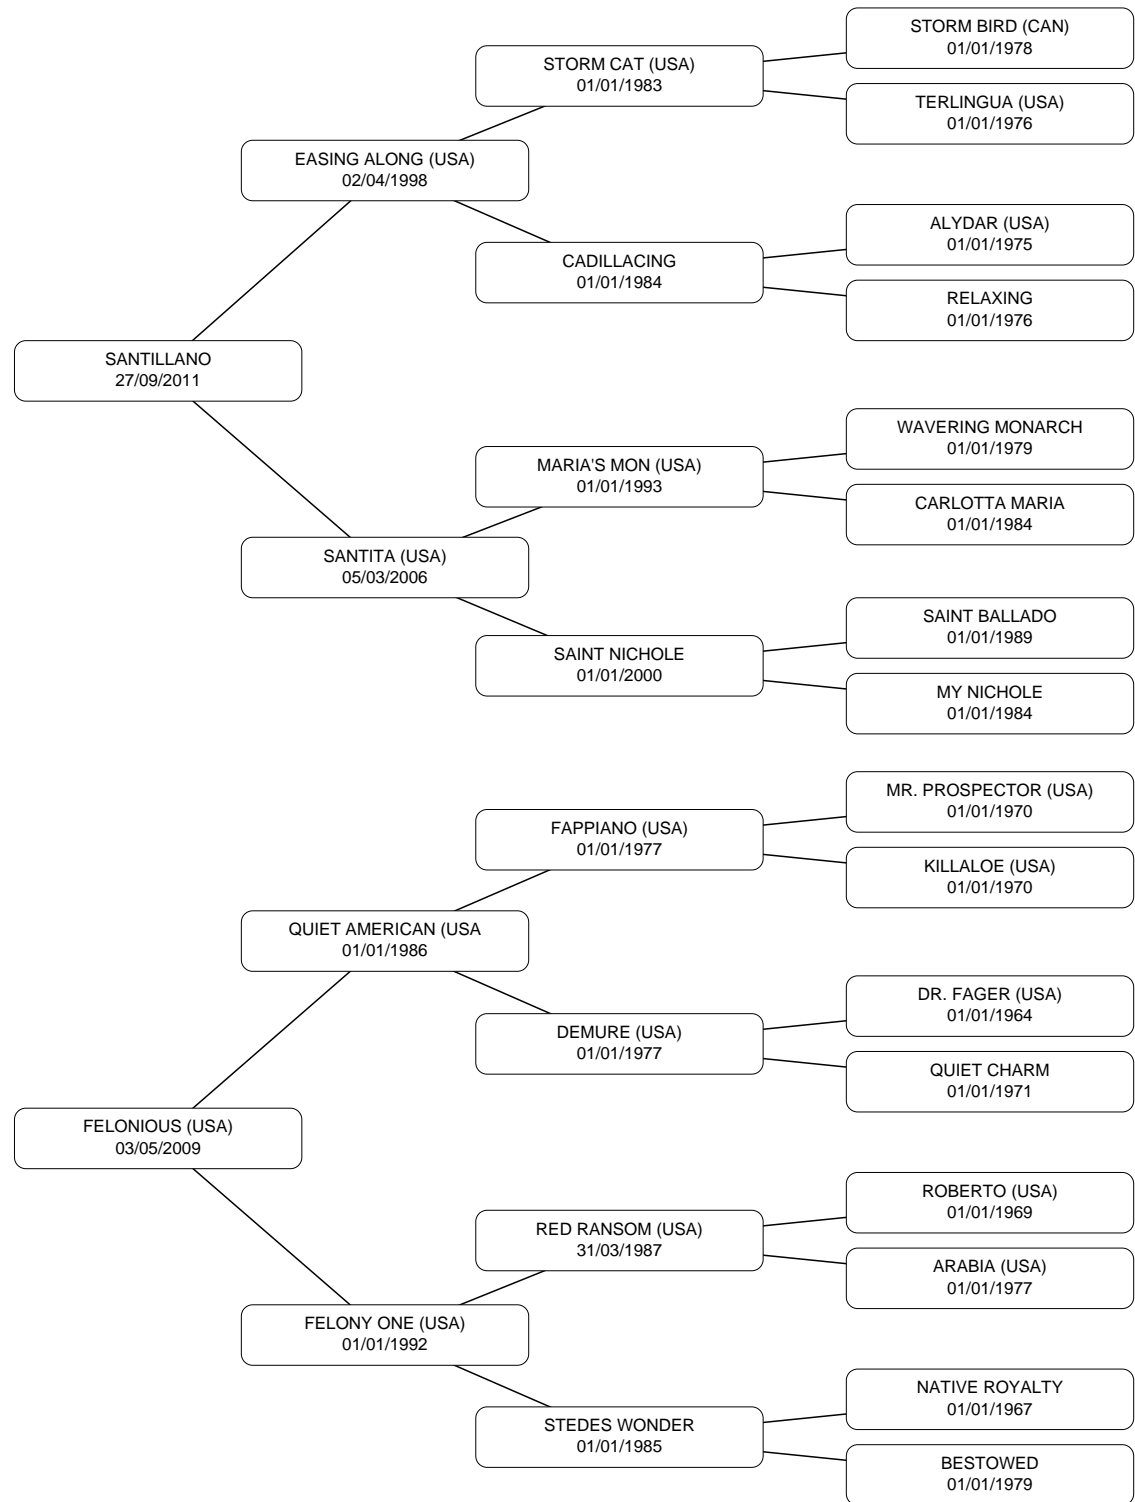 STORM BIRD (CAN)
01/01/1978
STORM CAT (USA)
01/01/1983
TERLINGUA (USA)
01/01/1976
EASING ALONG (USA)
02/04/1998
ALYDAR (USA)
01/01/1975
CADILLACING
01/01/1984
RELAXING
01/01/1976
SANTILLANO
27/09/2011
WAVERING MONARCH
01/01/1979
MARIA'S MON (USA)
01/01/1993
CARLOTTA MARIA
01/01/1984
SANTITA (USA)
05/03/2006
SAINT BALLADO
01/01/1989
SAINT NICHOLE
01/01/2000
MY NICHOLE
01/01/1984
MR. PROSPECTOR (USA)
01/01/1970
FAPPIANO (USA)
01/01/1977
KILLALOE (USA)
01/01/1970
QUIET AMERICAN (USA
01/01/1986
DR. FAGER (USA)
01/01/1964
DEMURE (USA)
01/01/1977
QUIET CHARM
01/01/1971
FELONIOUS (USA)
03/05/2009
ROBERTO (USA)
01/01/1969
RED RANSOM (USA)
31/03/1987
ARABIA (USA)
01/01/1977
FELONY ONE (USA)
01/01/1992
NATIVE ROYALTY
01/01/1967
STEDES WONDER
01/01/1985
BESTOWED
01/01/1979